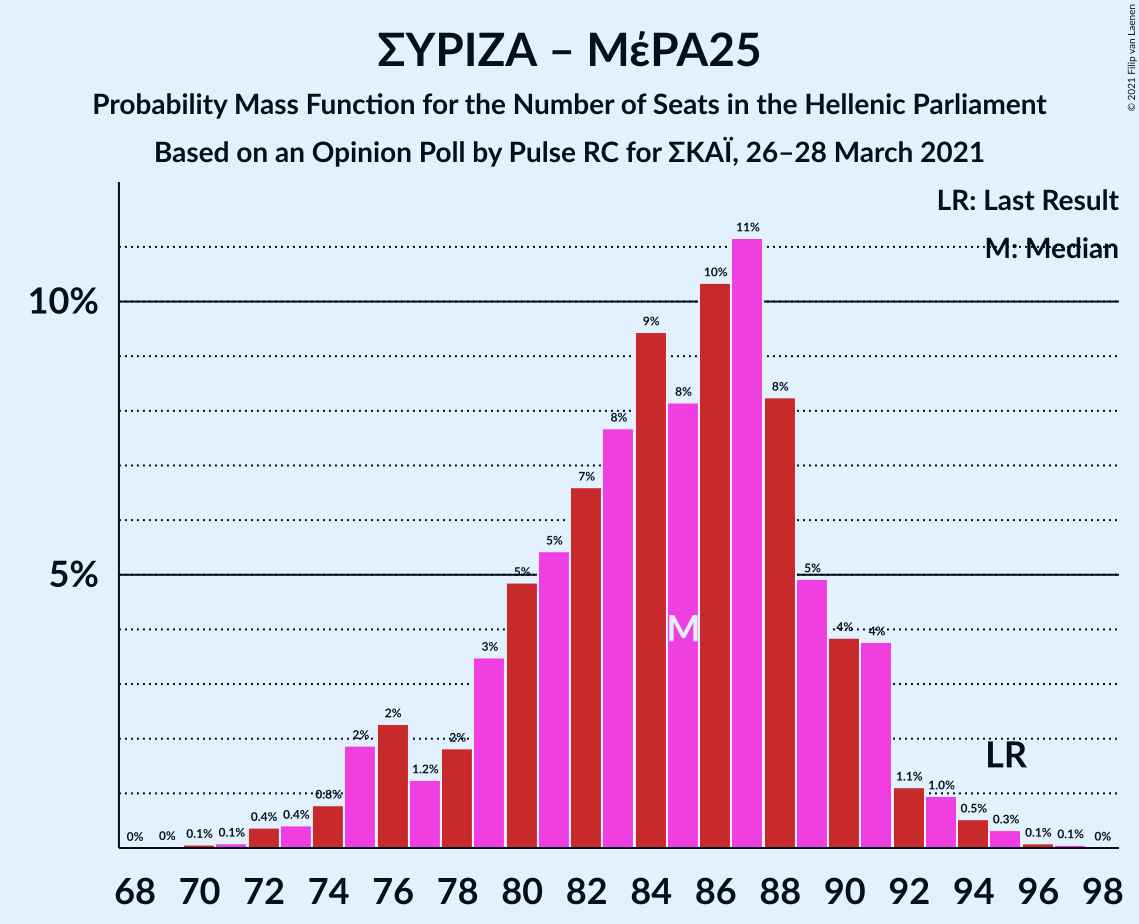 ΣΥΡΙΖΑ – ΜέΡΑ25
Probability Mass Function for the Number of Seats in the Hellenic Parliament
Based on an Opinion Poll by Pulse RC for ΣΚΑΪ, 26–28 March 2021
© 2021 Filip van Laenen
LR: Last Result
M: Median
10%
5%
0% 0% 0.1% 0.1% 0.4% 0.4% 0.8% 2% 2% 1.2% 2% 3% 5% 5% 7% 8% 9% 8% 10% 11% 8% 5% 4% 4% 1.1% 1.0% 0.5% 0.3% 0.1% 0.1% 0%
M
LR
68 70 72 74 76 78 80 82 84 86 88 90 92 94 96 98